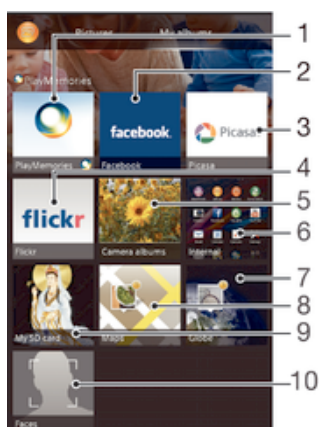 Pictures My albums
1
PlayMemories
2
facebook
Picasa
3
PlayMemories Facebook Picasa
4
flickr
5
6
Flickr Camera albums Internal
7
8
My SD card Maps Globe
9
10
Faces